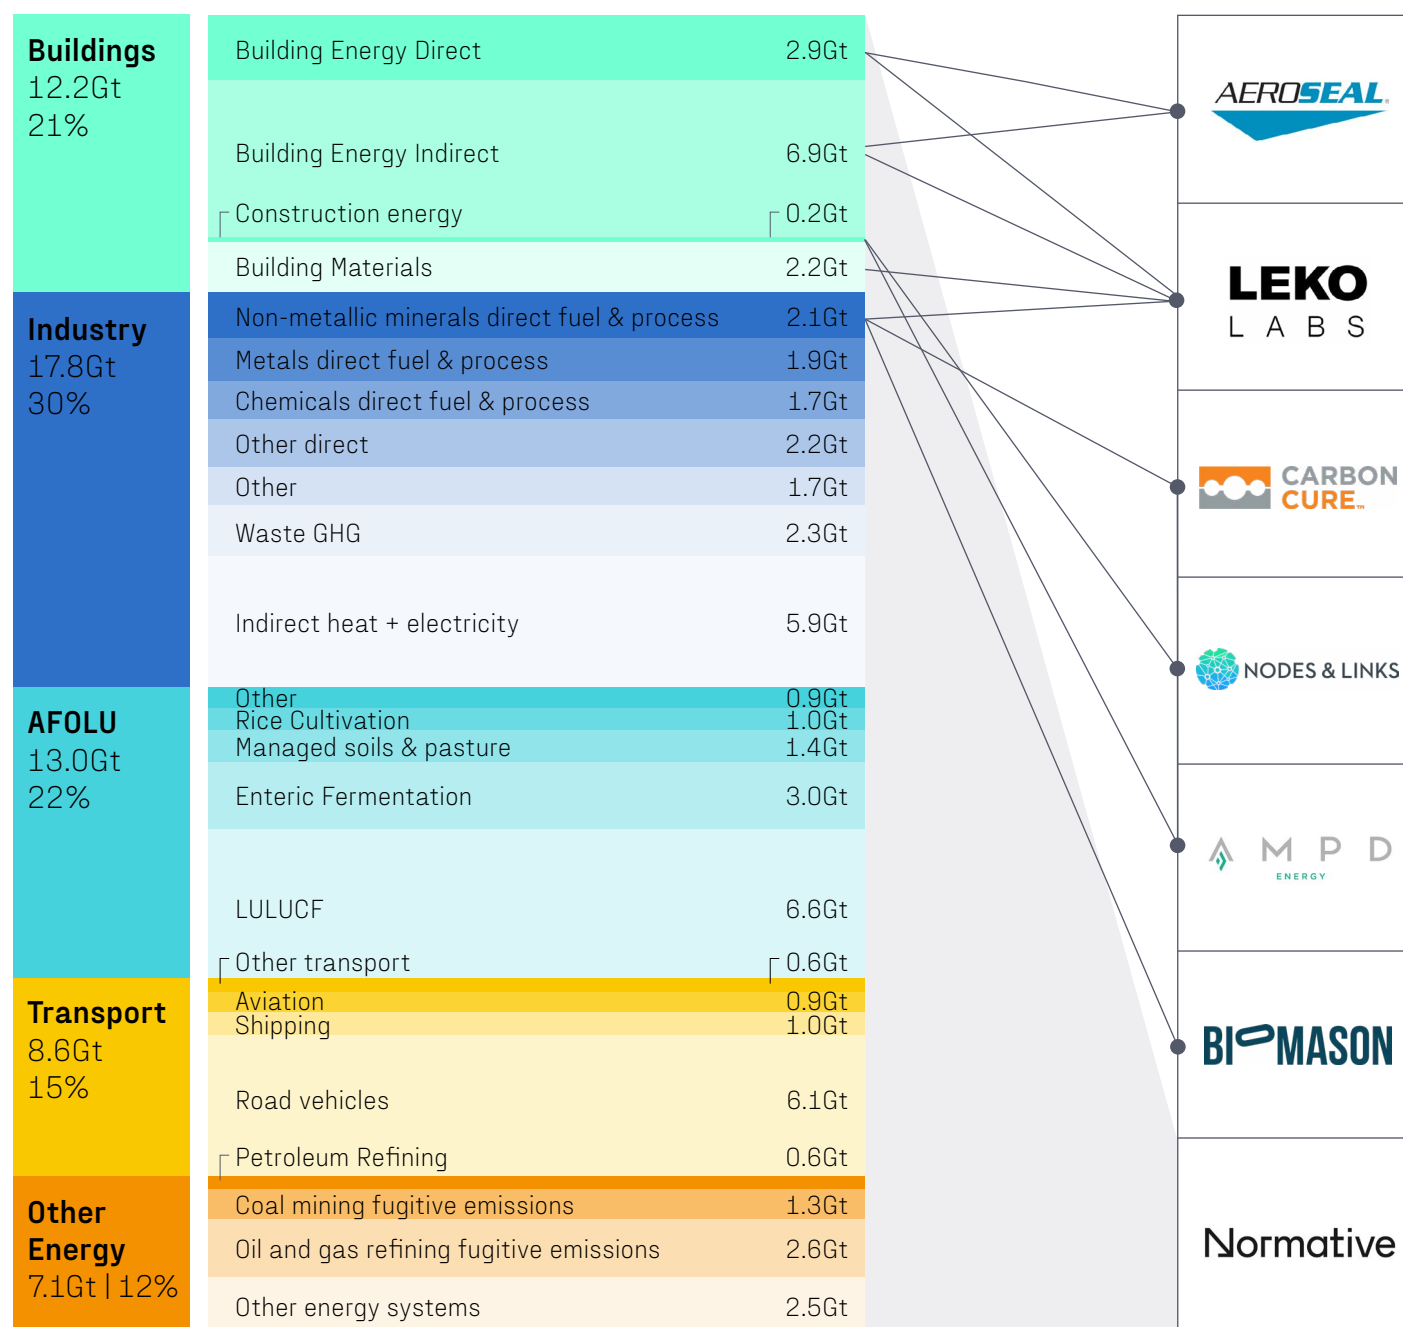 Buildings
12.2Gt
21%
Building Energy Direct 2.9Gt
Building Energy Indirect 6.9Gt
Construction energy 0.2Gt
Building Materials 2.2Gt
Industry
17.8Gt
30%
Non-metallic minerals direct fuel & process 2.1Gt
Metals direct fuel & process 1.9Gt
Chemicals direct fuel & process 1.7Gt
Other direct 2.2Gt
Other 1.7Gt
Waste GHG 2.3Gt
Indirect heat + electricity 5.9Gt
AFOLU
13.0Gt
22%
Other 0.9Gt
Rice Cultivation 1.0Gt
Managed soils & pasture 1.4Gt
Enteric Fermentation 3.0Gt
LULUCF 6.6Gt
Other transport 0.6Gt
Transport
8.6Gt
15%
Aviation 0.9Gt
Shipping 1.0Gt
Road vehicles 6.1Gt
Petroleum Refining 0.6Gt
Other
Energy
7.1Gt | 12%
Coal mining fugitive emissions 1.3Gt
Oil and gas refining fugitive emissions 2.6Gt
Other energy systems 2.5Gt
AEROSEAL®
LEKO
LABS
CARBON
CURE™
NODES & LINKS
AMPD
ENERGY
BIOMASON
Normative